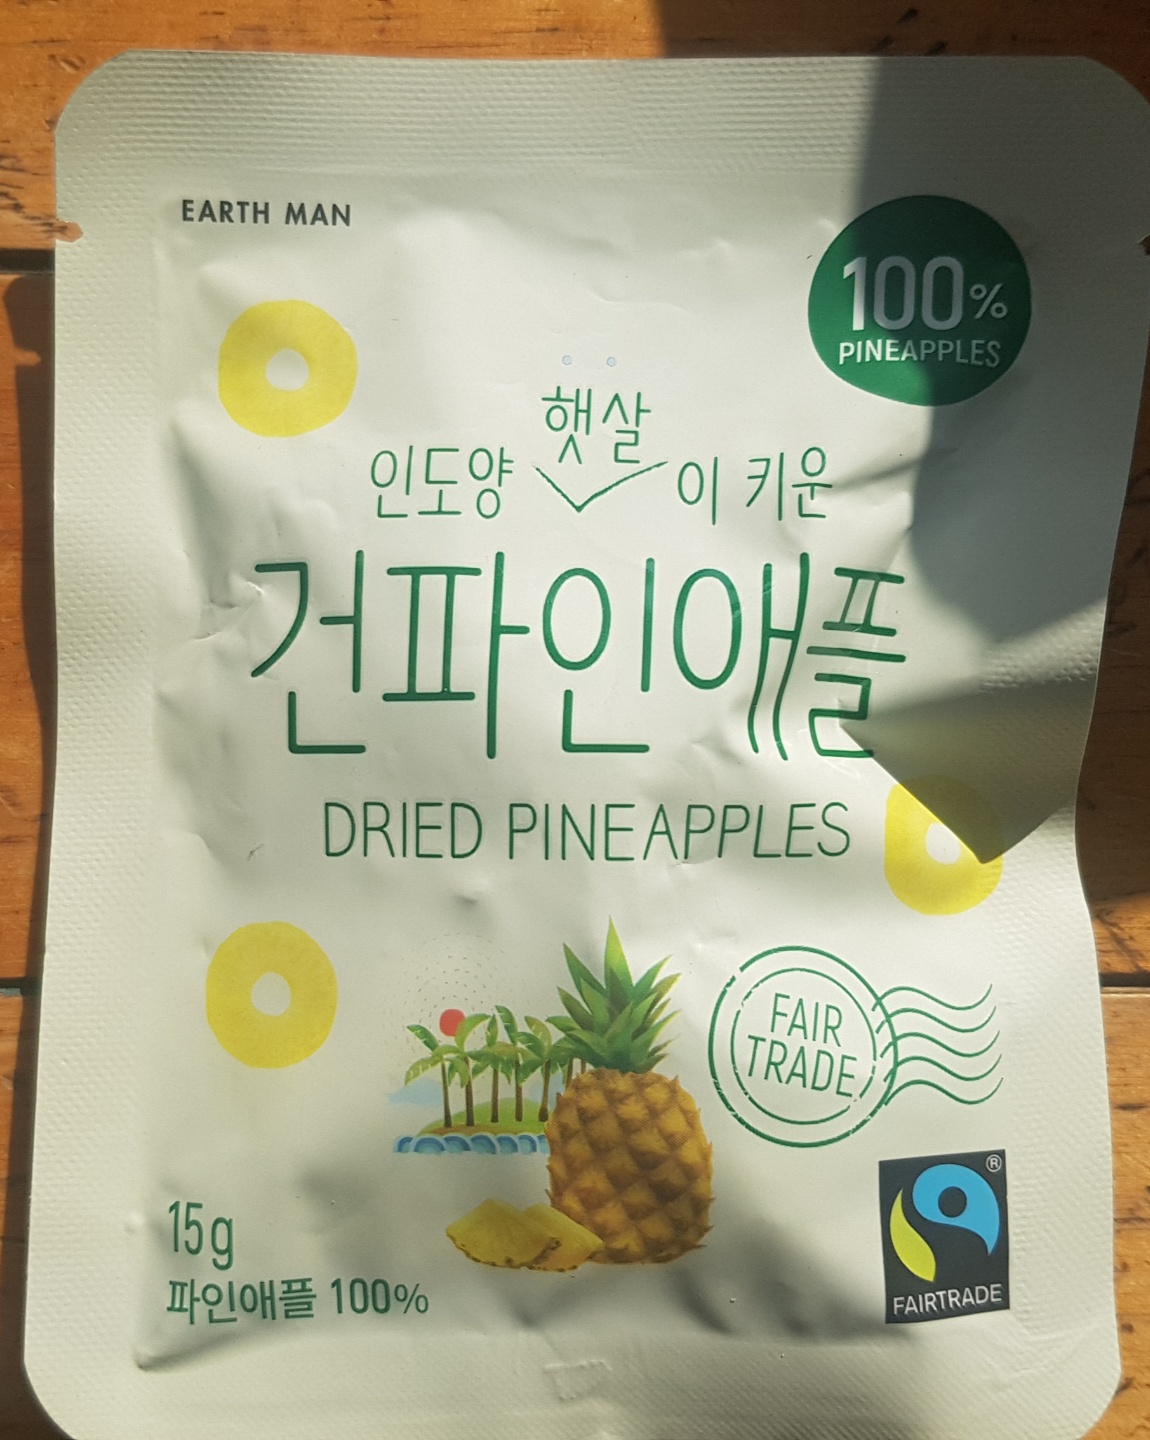 EARTH MAN
100%
PINEAPPLES
인도양 햇살이 키운
건파인애플
DRIED PINEAPPLES
FAIR
TRADE
15g
파인애플 100%
®
FAIRTRADE